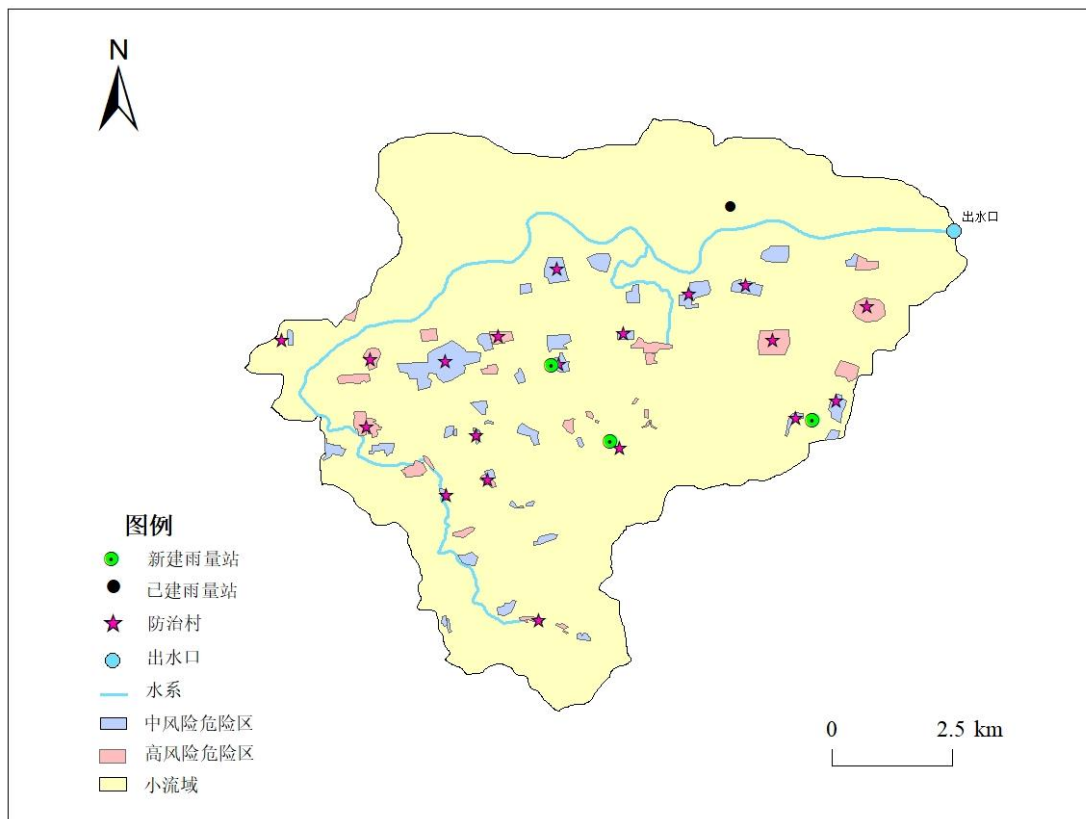 N
出水口
图例
新建雨量站
已建雨量站
防治村
出水口
水系
中风险危险区
高风险危险区
小流域
0 2.5 km